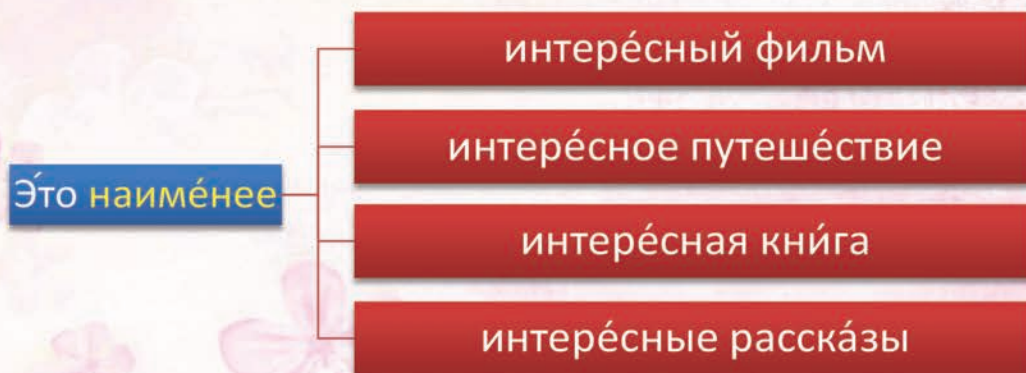 Э́то наиме́нее
интере́сный фильм
интере́сное путеше́ствие
интере́сная кни́га
интере́сные расска́зы